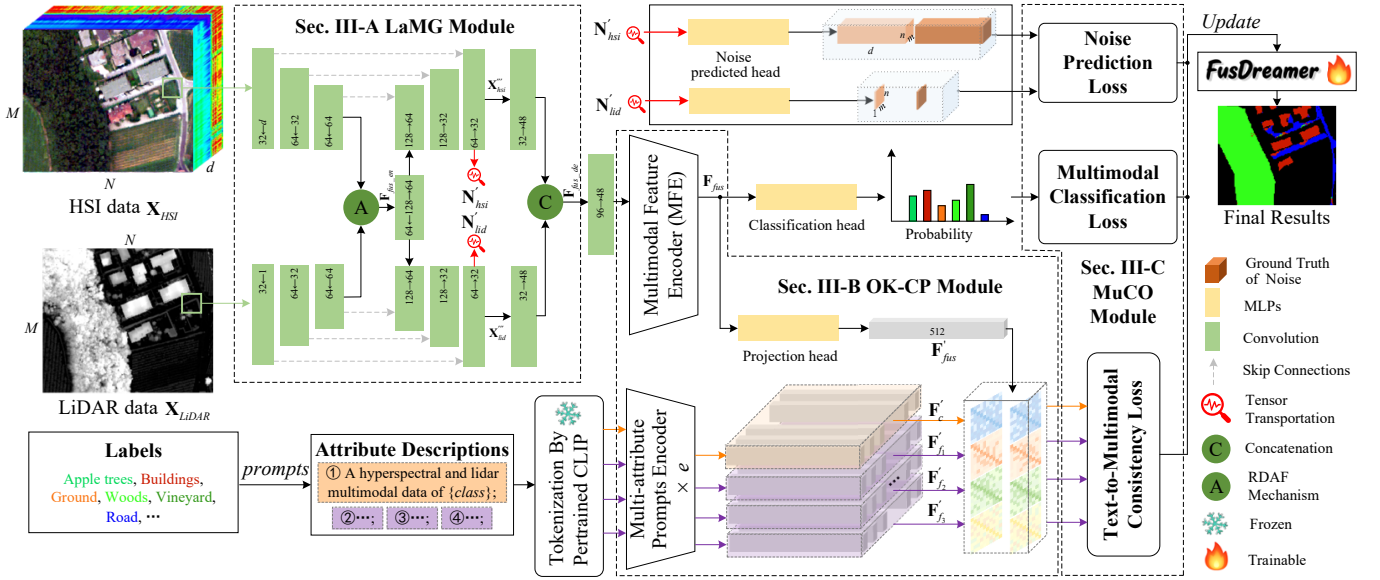 M
N
d
HSI data X_HSI
N
M
LiDAR data X_LiDAR
Sec. III-A LaMG Module
32←d
64←32
64←64
A
F_fus_en
128→64
64←128→64
128→64
128→32
64→32
X‴_hsi
32→48
N′_hsi
N′_lid
32←1
64←32
64←64
128→64
128→32
64→32
X‴_lid
32→48
C
F_fus_de
96→48
N′_hsi
Noise
predicted head
d
m
n
N′_lid
1
m
n
Noise
Prediction
Loss
Update
FusDreamer
Final Results
Multimodal Feature
Encoder (MFE)
F_fus
Classification head
Probability
Multimodal
Classification
Loss
Sec. III-B OK-CP Module
Projection head
512
F′_fus
Sec. III-C
MuCO
Module
Labels
Apple trees, Buildings,
Ground, Woods, Vineyard,
Road, ···
prompts
Attribute Descriptions
① A hyperspectral and lidar
multimodal data of {class};
②···; ③···; ④···;
Tokenization By
Pertrained CLIP
Multi-attribute
Prompts Encoder
× e
···
F′_c
F′_f1
F′_f2
F′_f3
Text-to-Multimodal
Consistency Loss
Ground Truth
of Noise
MLPs
Convolution
Skip Connections
Tensor
Transportation
C
Concatenation
A
RDAF
Mechanism
Frozen
Trainable